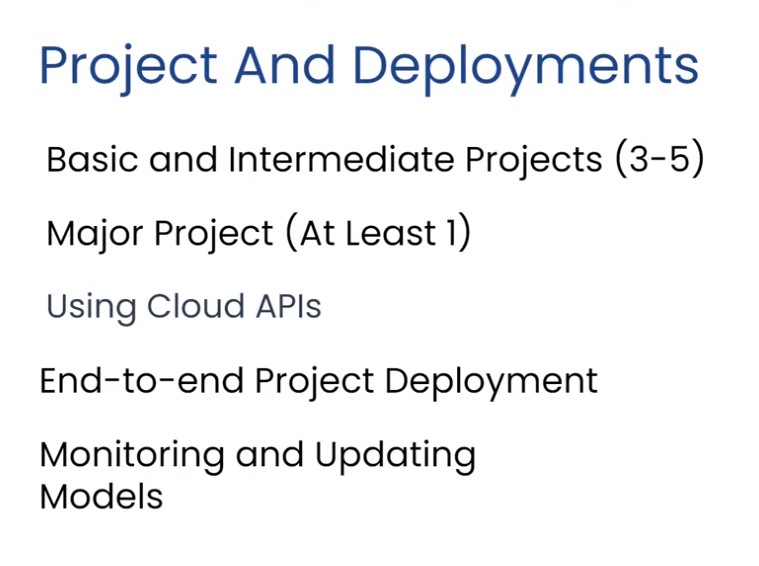 Project And Deployments
Basic and Intermediate Projects (3-5)
Major Project (At Least 1)
Using Cloud APIs
End-to-end Project Deployment
Monitoring and Updating
Models